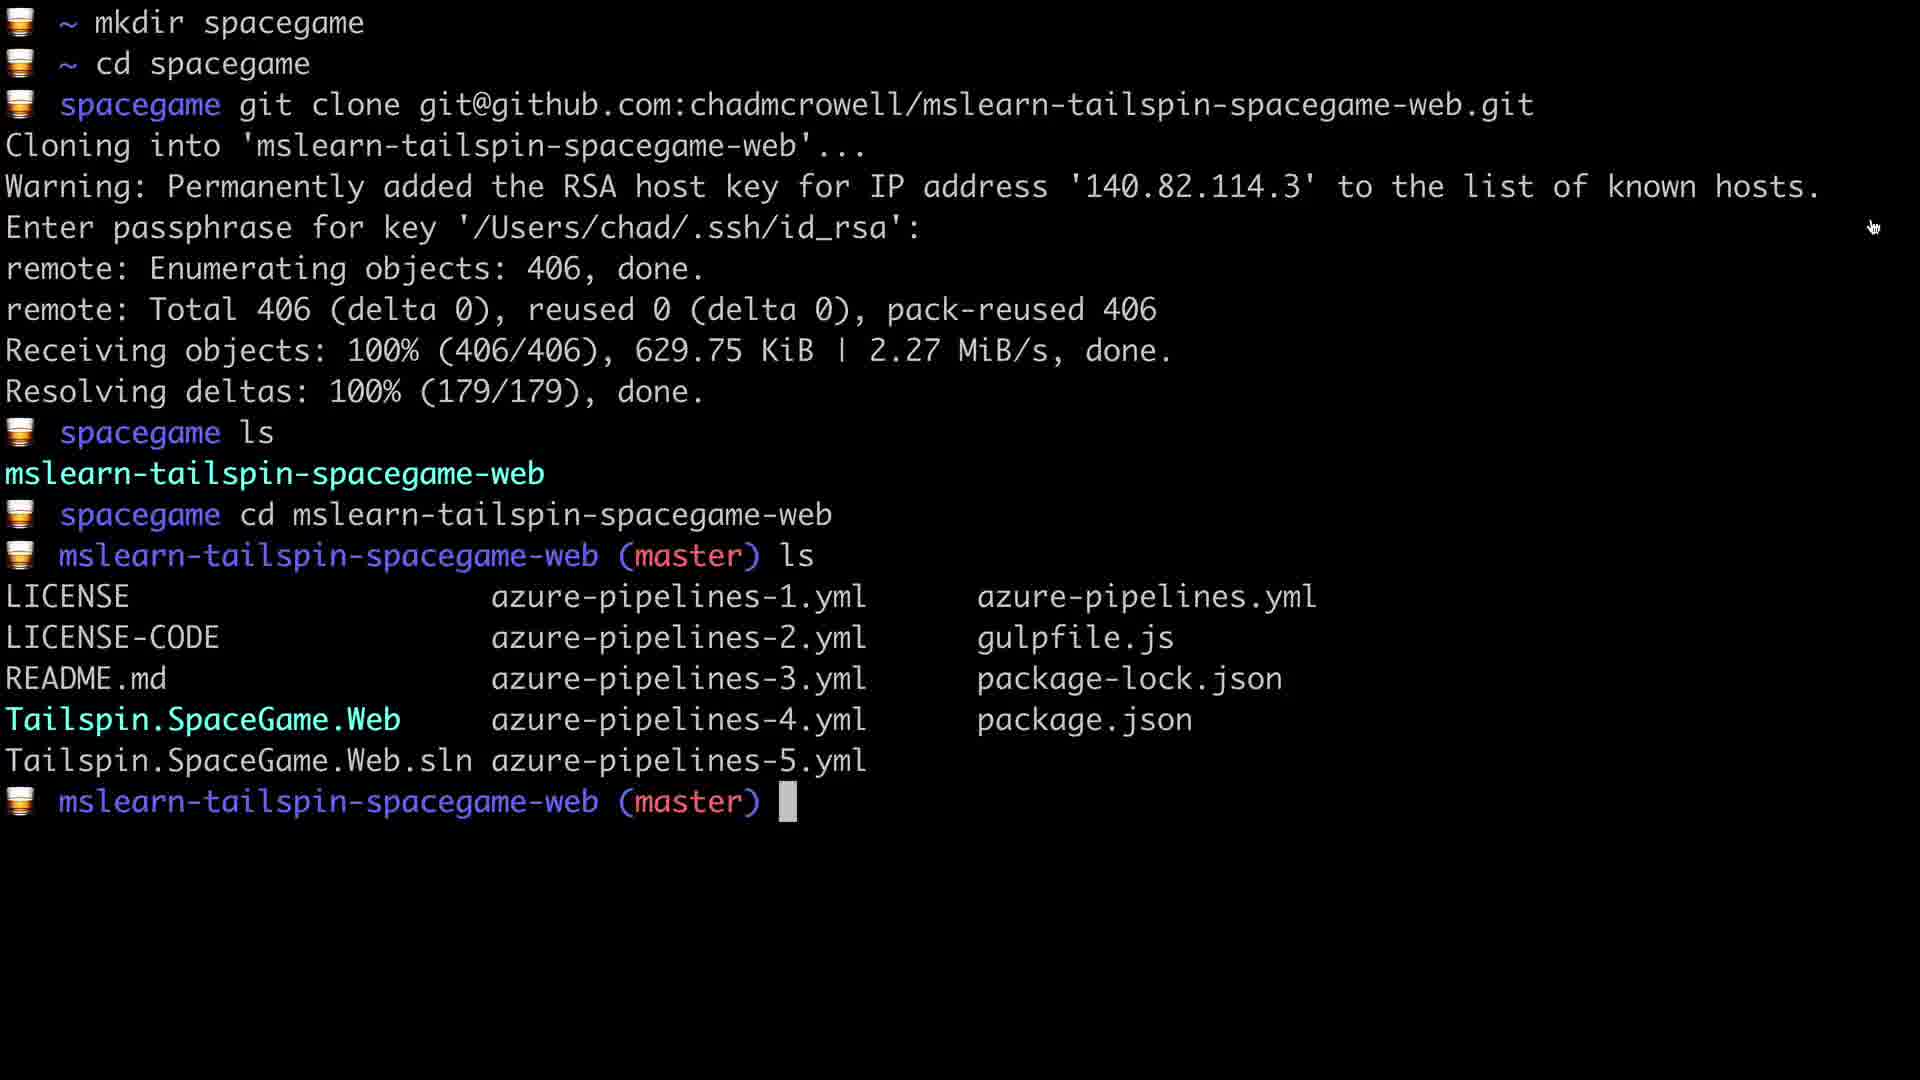 ~ mkdir spacegame
~ cd spacegame
spacegame git clone git@github.com:chadmcrowell/mslearn-tailspin-spacegame-web.git
Cloning into 'mslearn-tailspin-spacegame-web'...
Warning: Permanently added the RSA host key for IP address '140.82.114.3' to the list of known hosts.
Enter passphrase for key '/Users/chad/.ssh/id_rsa':
remote: Enumerating objects: 406, done.
remote: Total 406 (delta 0), reused 0 (delta 0), pack-reused 406
Receiving objects: 100% (406/406), 629.75 KiB | 2.27 MiB/s, done.
Resolving deltas: 100% (179/179), done.
spacegame ls
mslearn-tailspin-spacegame-web
spacegame cd mslearn-tailspin-spacegame-web
mslearn-tailspin-spacegame-web (master) ls
LICENSE azure-pipelines-1.yml azure-pipelines.yml
LICENSE-CODE azure-pipelines-2.yml gulpfile.js
README.md azure-pipelines-3.yml package-lock.json
Tailspin.SpaceGame.Web azure-pipelines-4.yml package.json
Tailspin.SpaceGame.Web.sln azure-pipelines-5.yml
mslearn-tailspin-spacegame-web (master)